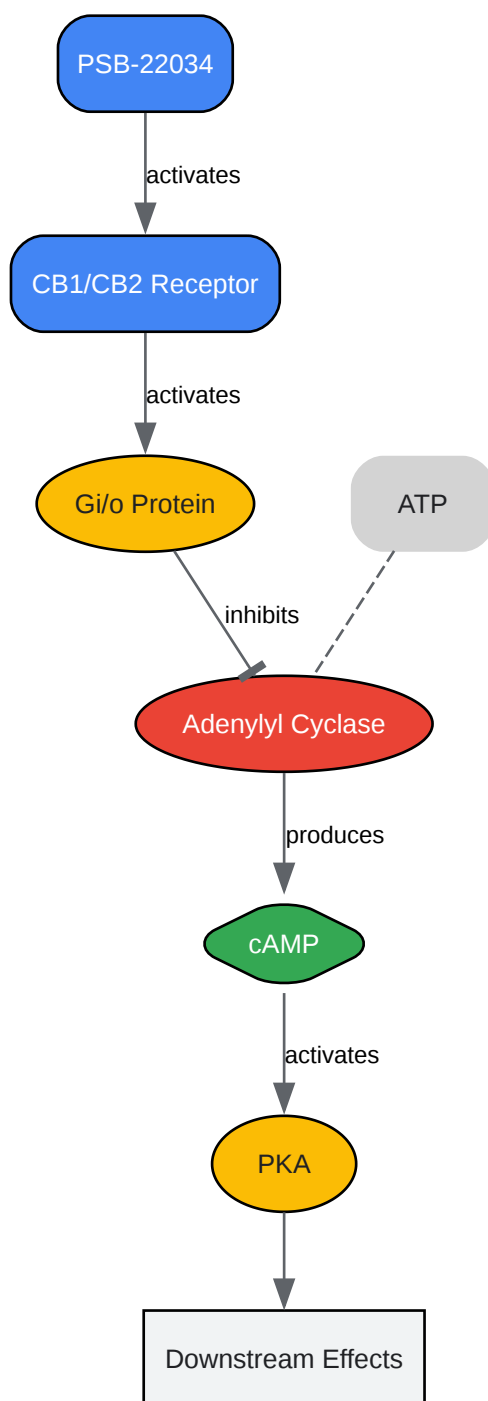 PSB-22034
activates
CB1/CB2 Receptor
activates
Gi/o Protein
ATP
inhibits
Adenylyl Cyclase
produces
cAMP
activates
PKA
Downstream Effects